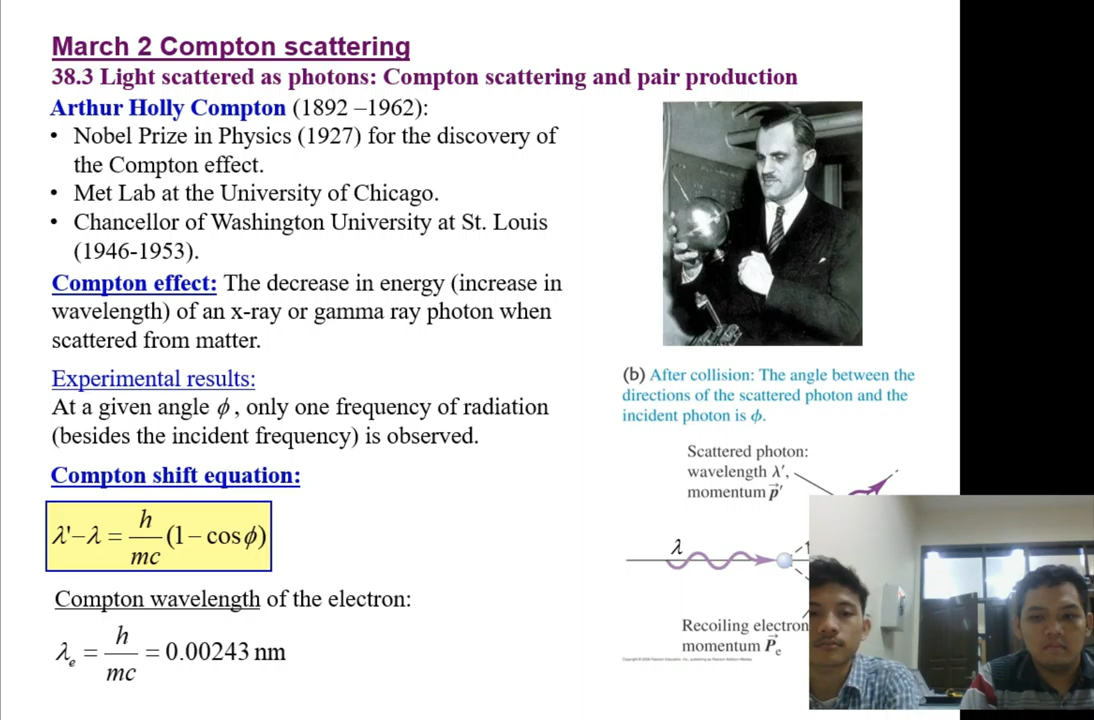 March 2 Compton scattering
38.3 Light scattered as photons: Compton scattering and pair production
Arthur Holly Compton (1892 –1962):
• Nobel Prize in Physics (1927) for the discovery of
the Compton effect.
• Met Lab at the University of Chicago.
• Chancellor of Washington University at St. Louis
(1946-1953).
Compton effect: The decrease in energy (increase in
wavelength) of an x-ray or gamma ray photon when
scattered from matter.
Experimental results:
At a given angle ϕ, only one frequency of radiation
(besides the incident frequency) is observed.
Compton shift equation:
λ'−λ = h/mc (1−cosϕ)
Compton wavelength of the electron:
λe = h/mc = 0.00243 nm
(b) After collision: The angle between the
directions of the scattered photon and the
incident photon is ϕ.
Scattered photon:
wavelength λ′,
momentum p⃗′
λ
Recoiling electron
momentum P⃗e